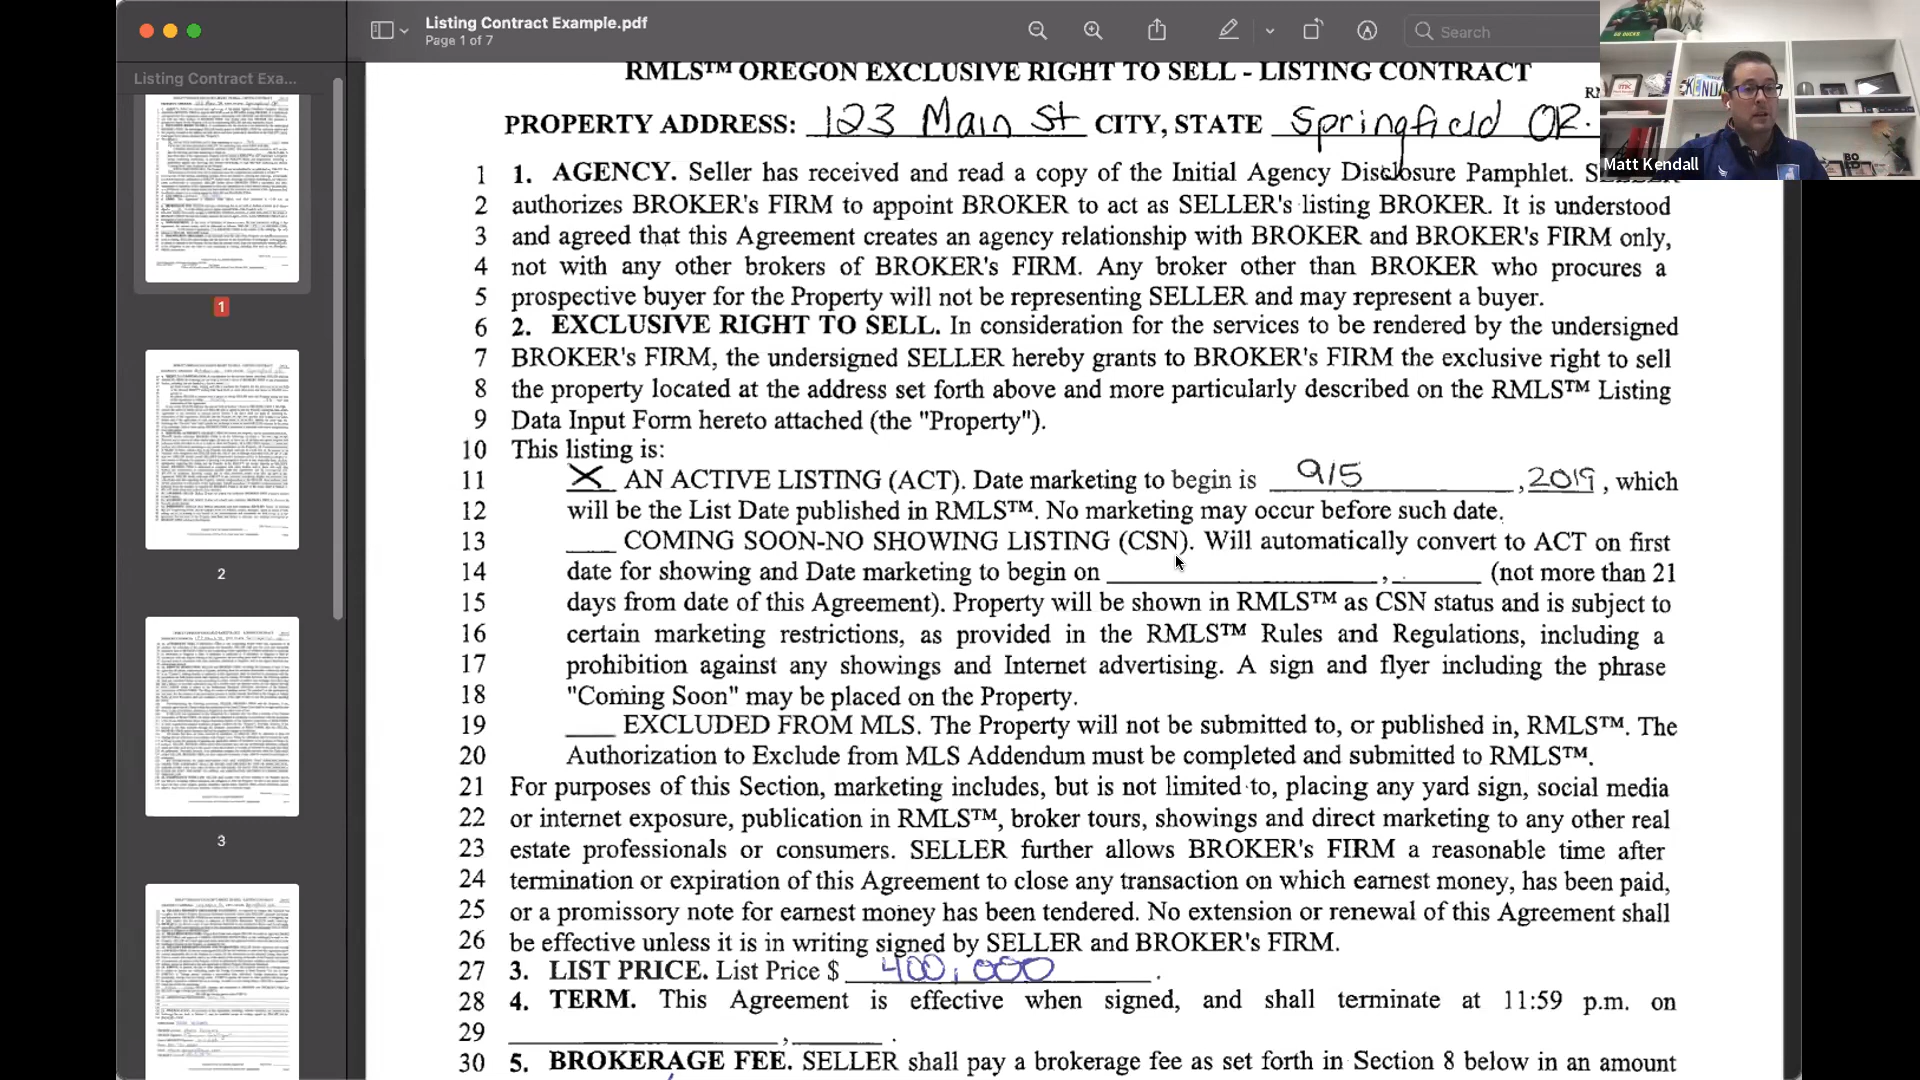 Listing Contract Example.pdf
Page 1 of 7
Search
Listing Contract Exa...
1
2
3
RMLS™ OREGON EXCLUSIVE RIGHT TO SELL - LISTING CONTRACT
PROPERTY ADDRESS: 123 Main St CITY, STATE Springfield OR.
1 1. AGENCY. Seller has received and read a copy of the Initial Agency Disclosure Pamphlet.
2 authorizes BROKER's FIRM to appoint BROKER to act as SELLER's listing BROKER. It is understood
3 and agreed that this Agreement creates an agency relationship with BROKER and BROKER's FIRM only,
4 not with any other brokers of BROKER's FIRM. Any broker other than BROKER who procures a
5 prospective buyer for the Property will not be representing SELLER and may represent a buyer.
6 2. EXCLUSIVE RIGHT TO SELL. In consideration for the services to be rendered by the undersigned
7 BROKER's FIRM, the undersigned SELLER hereby grants to BROKER's FIRM the exclusive right to sell
8 the property located at the address set forth above and more particularly described on the RMLS™ Listing
9 Data Input Form hereto attached (the "Property").
10 This listing is:
11 X AN ACTIVE LISTING (ACT). Date marketing to begin is 9/5, 2019, which
12 will be the List Date published in RMLS™. No marketing may occur before such date.
13 ____ COMING SOON-NO SHOWING LISTING (CSN). Will automatically convert to ACT on first
14 date for showing and Date marketing to begin on ____________, ______ (not more than 21
15 days from date of this Agreement). Property will be shown in RMLS™ as CSN status and is subject to
16 certain marketing restrictions, as provided in the RMLS™ Rules and Regulations, including a
17 prohibition against any showings and Internet advertising. A sign and flyer including the phrase
18 "Coming Soon" may be placed on the Property.
19 ____ EXCLUDED FROM MLS. The Property will not be submitted to, or published in, RMLS™. The
20 Authorization to Exclude from MLS Addendum must be completed and submitted to RMLS™.
21 For purposes of this Section, marketing includes, but is not limited to, placing any yard sign, social media
22 or internet exposure, publication in RMLS™, broker tours, showings and direct marketing to any other real
23 estate professionals or consumers. SELLER further allows BROKER's FIRM a reasonable time after
24 termination or expiration of this Agreement to close any transaction on which earnest money, has been paid,
25 or a promissory note for earnest money has been tendered. No extension or renewal of this Agreement shall
26 be effective unless it is in writing signed by SELLER and BROKER's FIRM.
27 3. LIST PRICE. List Price $ 400,000.
28 4. TERM. This Agreement is effective when signed, and shall terminate at 11:59 p.m. on
29 ____________, ______.
30 5. BROKERAGE FEE. SELLER shall pay a brokerage fee as set forth in Section 8 below in an amount
Matt Kendall